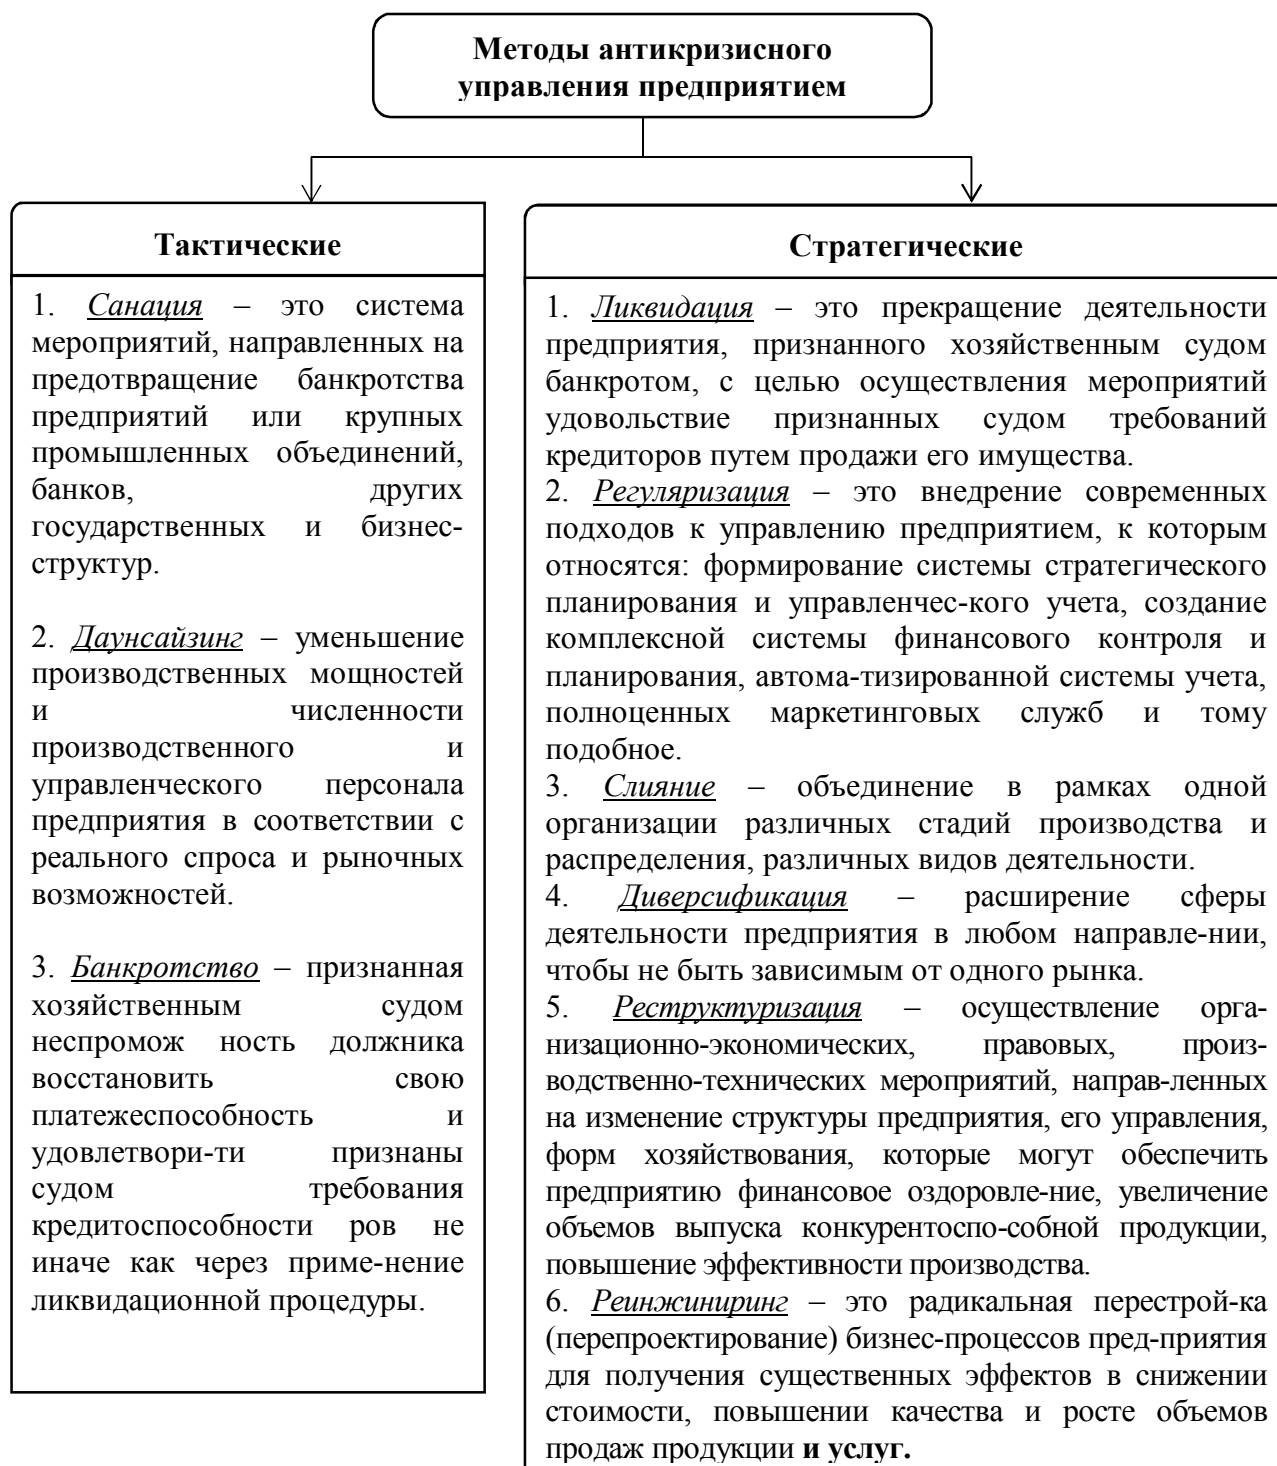 Методы антикризисного
управления предприятием
Тактические
1. Санация – это система
мероприятий, направленных на
предотвращение банкротства
предприятий или крупных
промышленных объединений,
банков, других
государственных и бизнес-
структур.
2. Даунсайзинг – уменьшение
производственных мощностей
и численности
производственного и
управленческого персонала
предприятия в соответствии с
реального спроса и рыночных
возможностей.
3. Банкротство – признанная
хозяйственным судом
неспромож ность должника
восстановить свою
платежеспособность и
удовлетвори-ти признаны
судом требования
кредитоспособности ров не
иначе как через приме-нение
ликвидационной процедуры.
Стратегические
1. Ликвидация – это прекращение деятельности
предприятия, признанного хозяйственным судом
банкротом, с целью осуществления мероприятий
удовольствие признанных судом требований
кредиторов путем продажи его имущества.
2. Регуляризация – это внедрение современных
подходов к управлению предприятием, к которым
относятся: формирование системы стратегического
планирования и управленчес-кого учета, создание
комплексной системы финансового контроля и
планирования, автома-тизированной системы учета,
полноценных маркетинговых служб и тому
подобное.
3. Слияние – объединение в рамках одной
организации различных стадий производства и
распределения, различных видов деятельности.
4. Диверсификация – расширение сферы
деятельности предприятия в любом направле-нии,
чтобы не быть зависимым от одного рынка.
5. Реструктуризация – осуществление орга-
низационно-экономических, правовых, произ-
водственно-технических мероприятий, направ-ленных
на изменение структуры предприятия, его управления,
форм хозяйствования, которые могут обеспечить
предприятию финансовое оздоровле-ние, увеличение
объемов выпуска конкурентоспо-собной продукции,
повышение эффективности производства.
6. Реинжиниринг – это радикальная перестрой-ка
(перепроектирование) бизнес-процессов пред-приятия
для получения существенных эффектов в снижении
стоимости, повышении качества и росте объемов
продаж продукции и услуг.